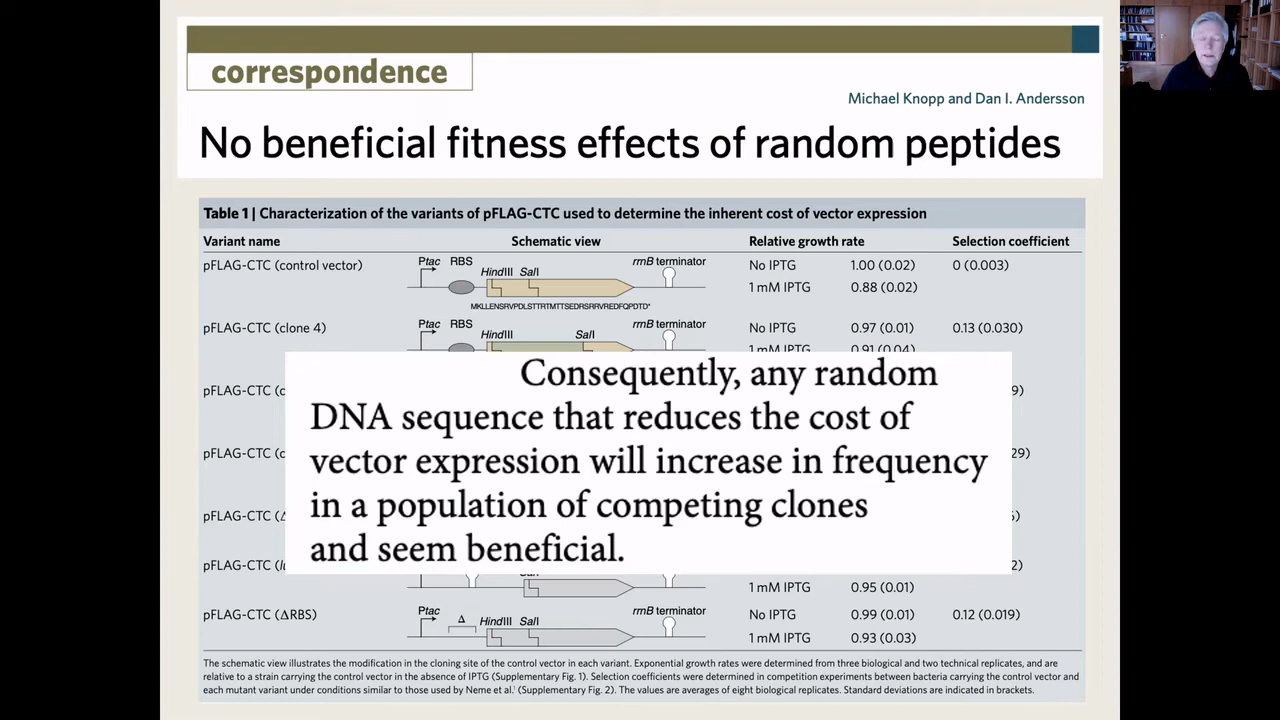 correspondence
Michael Knopp and Dan I. Andersson
No beneficial fitness effects of random peptides
Table 1 | Characterization of the variants of pFLAG-CTC used to determine the inherent cost of vector expression
Variant name Schematic view Relative growth rate Selection coefficient
pFLAG-CTC (control vector) Ptac RBS HindIII SalI rrnB terminator No IPTG 1.00 (0.02) 0 (0.003)
1 mM IPTG 0.88 (0.02)
MKLLENSRVPDLSTTRTMTTSEDRSRRVREDFQPDTD*
pFLAG-CTC (clone 4) Ptac RBS HindIII SalI rrnB terminator No IPTG 0.97 (0.01) 0.13 (0.030)
1 mM IPTG 0.91 (0.04)
Consequently, any random
DNA sequence that reduces the cost of
vector expression will increase in frequency
in a population of competing clones
and seem beneficial.
pFLAG-CTC
pFLAG-CTC
pFLAG-CTC
pFLAG-CTC
1 mM IPTG 0.95 (0.01)
pFLAG-CTC (ΔRBS) Ptac Δ HindIII SalI rrnB terminator No IPTG 0.99 (0.01) 0.12 (0.019)
1 mM IPTG 0.93 (0.03)
The schematic view illustrates the modification in the cloning site of the control vector in each variant. Exponential growth rates were determined from three biological and two technical replicates, and are
relative to a strain carrying the control vector in the absence of IPTG (Supplementary Fig. 1). Selection coefficients were determined in competition experiments between bacteria carrying the control vector and
each mutant variant under conditions similar to those used by Neme et al.¹ (Supplementary Fig. 2). The values are averages of eight biological replicates. Standard deviations are indicated in brackets.